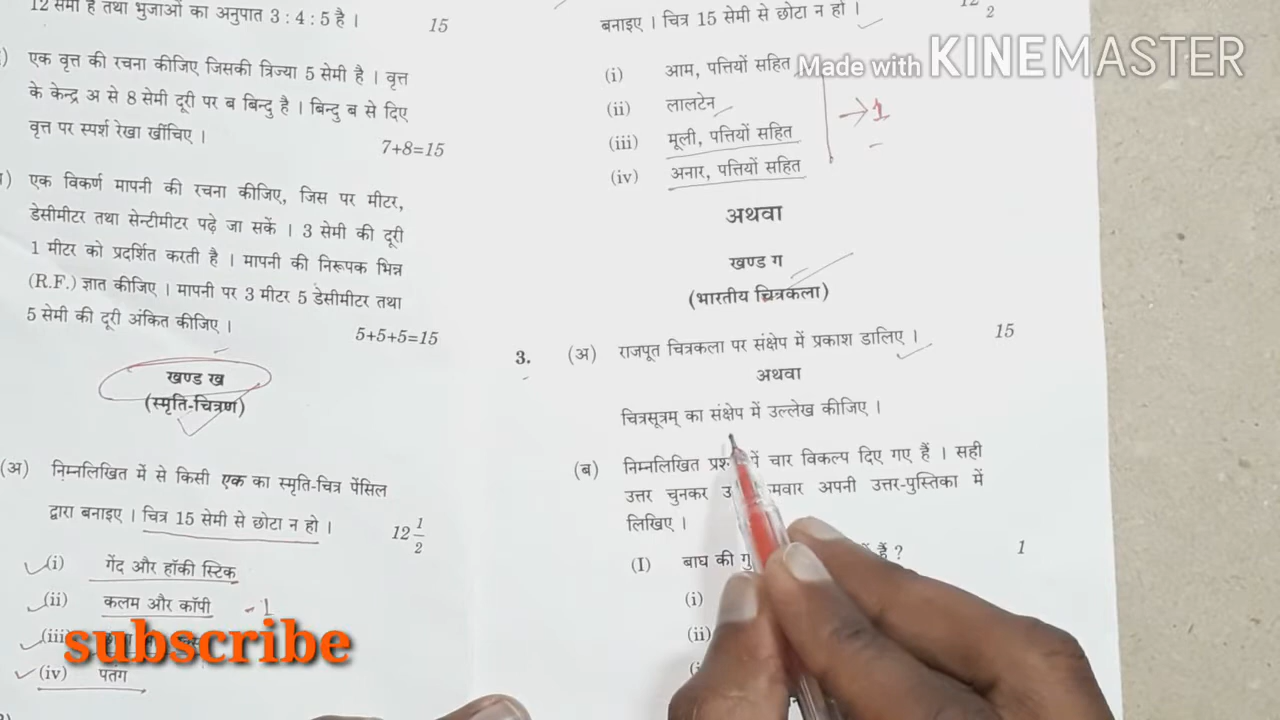 12 सेमी है तथा भुजाओं का अनुपात 3 : 4 : 5 है ।
15
एक वृत्त की रचना कीजिए जिसकी त्रिज्या 5 सेमी है । वृत्त
के केन्द्र अ से 8 सेमी दूरी पर ब बिन्दु है । बिन्दु ब से दिए
वृत्त पर स्पर्श रेखा खींचिए ।
7+8=15
एक विकर्ण मापनी की रचना कीजिए, जिस पर मीटर,
डेसीमीटर तथा सेन्टीमीटर पढ़े जा सकें । 3 सेमी की दूरी
1 मीटर को प्रदर्शित करती है । मापनी की निरूपक भिन्न
(R.F.) ज्ञात कीजिए । मापनी पर 3 मीटर 5 डेसीमीटर तथा
5 सेमी की दूरी अंकित कीजिए ।
5+5+5=15
खण्ड ख
(स्मृति-चित्रण)
(अ) निम्नलिखित में से किसी एक का स्मृति-चित्र पेंसिल
द्वारा बनाइए । चित्र 15 सेमी से छोटा न हो ।
12 1/2
(i) गेंद और हॉकी स्टिक
(ii) कलम और कॉपी - 1
(iii)
(iv) पतंग
subscribe
बनाइए । चित्र 15 सेमी से छोटा न हो ।
(i) आम, पत्तियों सहित
Made with KINEMASTER
(ii) लालटेन
→ 1
(iii) मूली, पत्तियों सहित
(iv) अनार, पत्तियों सहित
अथवा
खण्ड ग
(भारतीय चित्रकला)
3. (अ) राजपूत चित्रकला पर संक्षेप में प्रकाश डालिए ।
15
अथवा
चित्रसूत्रम् का संक्षेप में उल्लेख कीजिए ।
(ब) निम्नलिखित में चार विकल्प दिए गए हैं । सही
उत्तर चुनकर अपनी उत्तर-पुस्तिका में
लिखिए ।
(I) बाघ की हैं ?
1
(i)
(ii)